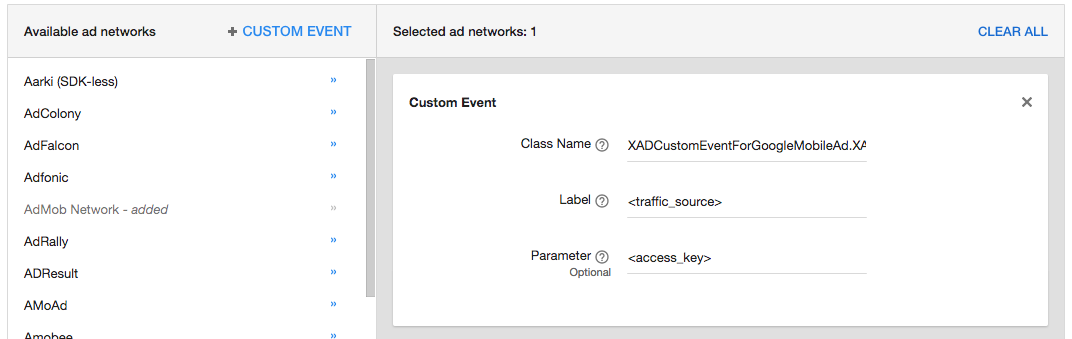 Available ad networks
+ CUSTOM EVENT
Selected ad networks: 1
CLEAR ALL
Aarki (SDK-less) »
AdColony »
AdFalcon »
Adfonic »
AdMob Network - added »
AdRally »
ADResult »
AMoAd »
Amobee »
Custom Event ×
Class Name ? XADCustomEventForGoogleMobileAd.XA
Label ? <traffic_source>
Parameter ? <access_key>
Optional